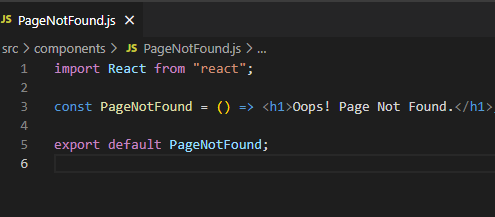 JS PageNotFound.js ×
src > components > JS PageNotFound.js > ...
1 import React from "react";
2
3 const PageNotFound = () => <h1>Oops! Page Not Found.</h1>
4
5 export default PageNotFound;
6